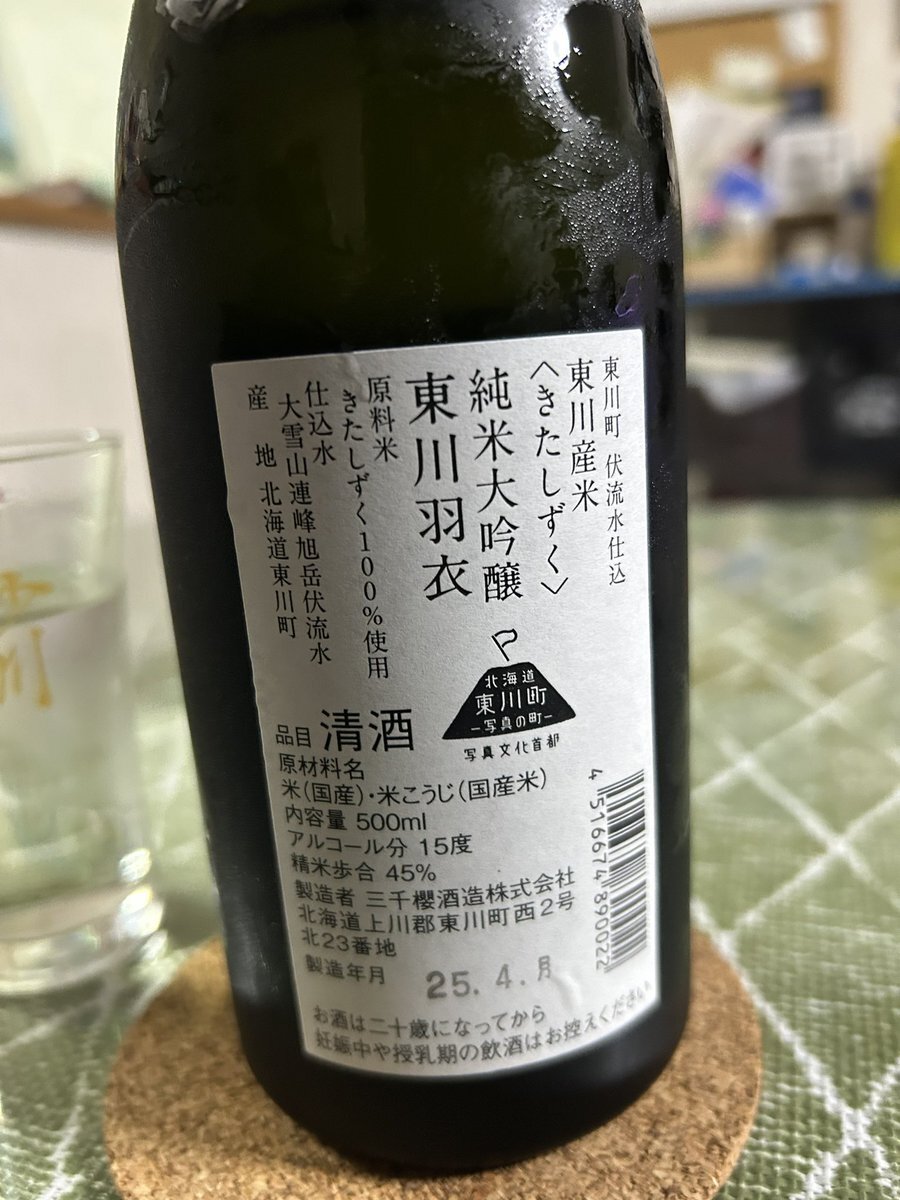 東川町 伏流水仕込
東川産米
〈きたしずく〉
純米大吟醸
東川羽衣
原料米
きたしずく100%使用
仕込水
大雪山連峰旭岳伏流水
産 地 北海道東川町
北海道
東川町
-写真の町-
写真文化首都
品目 清酒
原材料名
米(国産)・米こうじ(国産米)
内容量 500ml
アルコール分 15度
精米歩合 45%
製造者 三千櫻酒造株式会社
北海道上川郡東川町西2号
北23番地
製造年月 25.4.月
お酒は二十歳になってから
妊娠中や授乳期の飲酒はお控えください
4 516674 890022